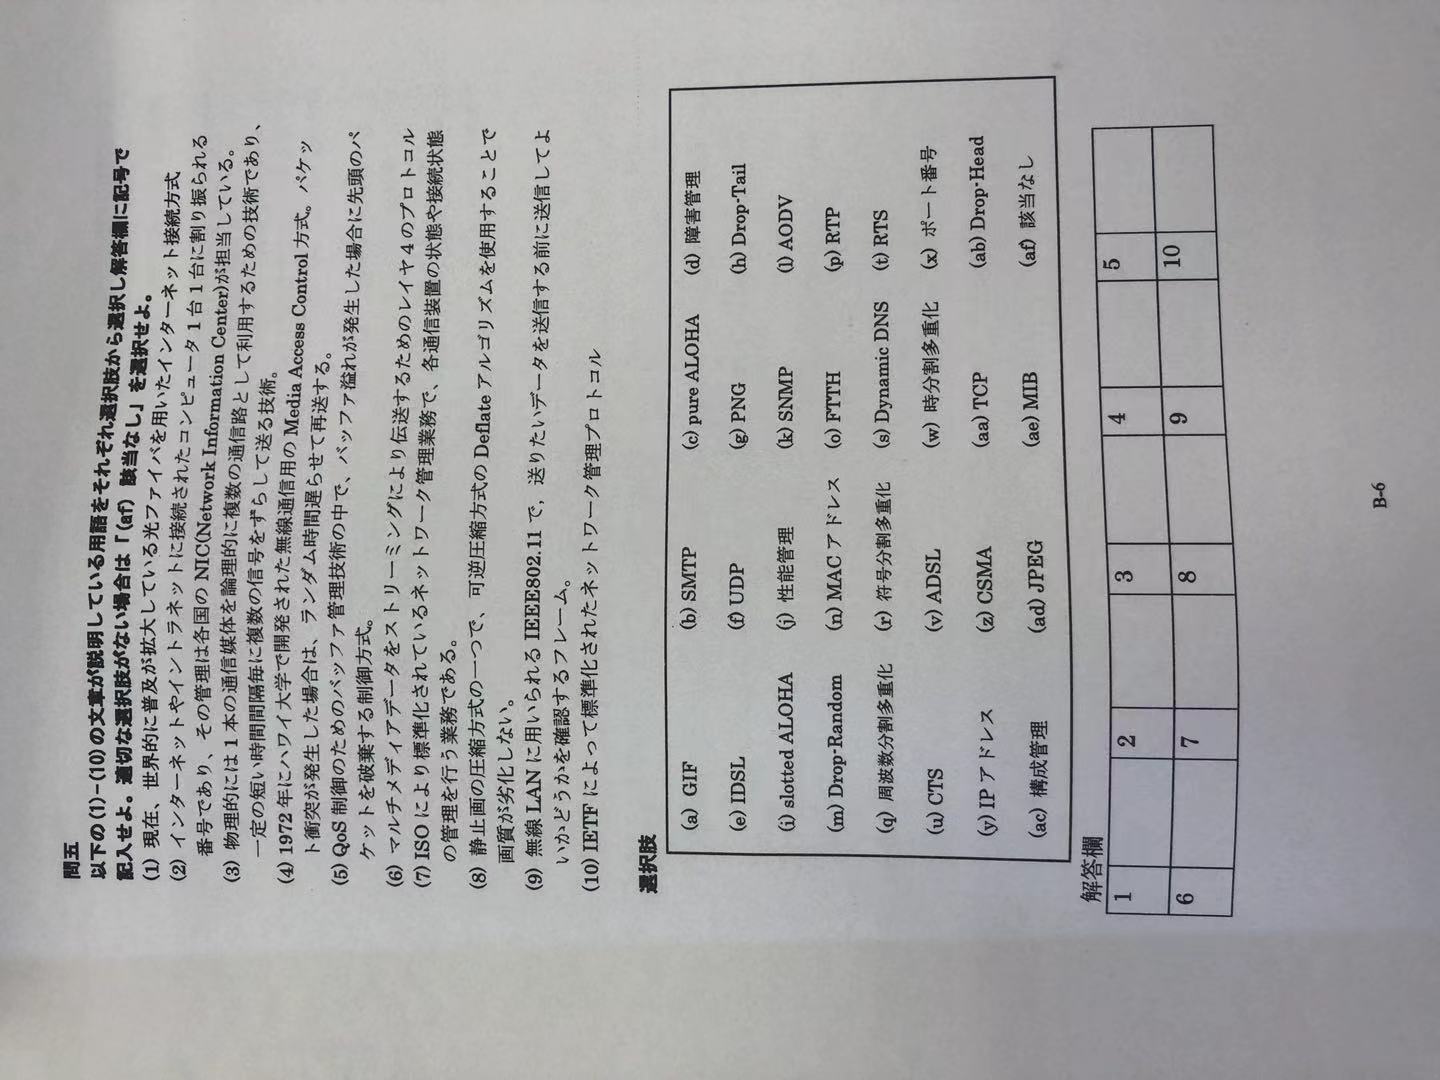 問五
以下の(1)-(10)の文章が説明している用語をそれぞれ選択肢から選択し解答欄に記号で
記入せよ。適切な選択肢がない場合は「(af) 該当なし」を選択せよ。
(1) 現在、世界的に普及が拡大している光ファイバを用いたインターネット接続方式
(2) インターネットやイントラネットに接続されたコンピュータ1台1台に割り振られる
番号であり、その管理は各国の NIC(Network Information Center)が担当している。
(3) 物理的には1本の通信媒体を論理的に複数の通信路として利用するための技術であり、
一定の短い時間間隔毎に複数の信号をずらして送る技術。
(4) 1972 年にハワイ大学で開発された無線通信用の Media Access Control 方式。パケッ
ト衝突が発生した場合は、ランダム時間遅らせて再送する。
(5) QoS 制御のためのバッファ管理技術の中で、バッファ溢れが発生した場合に先頭のパ
ケットを破棄する制御方式。
(6) マルチメディアデータをストリーミングにより伝送するためのレイヤ4のプロトコル
(7) ISO により標準化されているネットワーク管理業務で、各通信装置の状態や接続状態
の管理を行う業務である。
(8) 静止画の圧縮方式の一つで、可逆圧縮方式の Deflate アルゴリズムを使用することで
画質が劣化しない。
(9) 無線 LAN に用いられる IEEE802.11 で，送りたいデータを送信する前に送信してよ
いかどうかを確認するフレーム。
(10) IETF によって標準化されたネットワーク管理プロトコル
選択肢
(a) GIF (b) SMTP (c) pure ALOHA (d) 障害管理
(e) IDSL (f) UDP (g) PNG (h) Drop-Tail
(i) slotted ALOHA (j) 性能管理 (k) SNMP (l) AODV
(m) Drop-Random (n) MAC アドレス (o) FTTH (p) RTP
(q) 周波数分割多重化 (r) 符号分割多重化 (s) Dynamic DNS (t) RTS
(u) CTS (v) ADSL (w) 時分割多重化 (x) ポート番号
(y) IP アドレス (z) CSMA (aa) TCP (ab) Drop-Head
(ac) 構成管理 (ad) JPEG (ae) MIB (af) 該当なし
解答欄
1 2 3 4 5
6 7 8 9 10
B-6